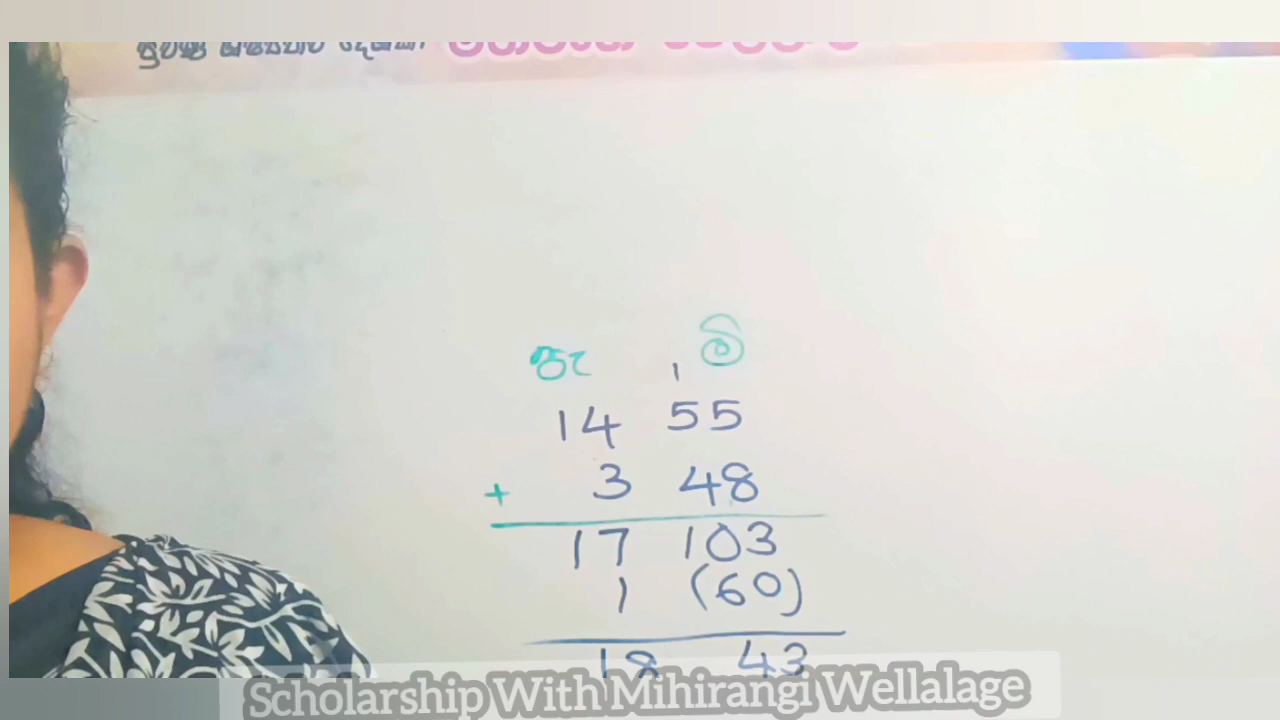 පැ මි
1
14 55
+ 3 48
17 103
1 (60)
18 43
Scholarship With Mihirangi Wellalage